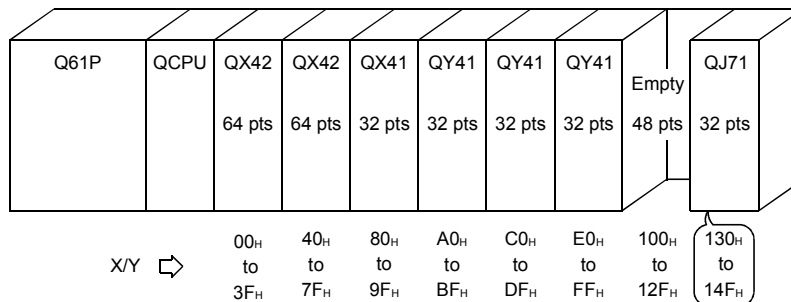 Q61P QCPU QX42 QX42 QX41 QY41 QY41 QY41 QJ71
Empty
64 pts 64 pts 32 pts 32 pts 32 pts 32 pts 48 pts 32 pts
00H 40H 80H A0H C0H E0H 100H 130H
X/Y to to to to to to to to
3FH 7FH 9FH BFH DFH FFH 12FH 14FH